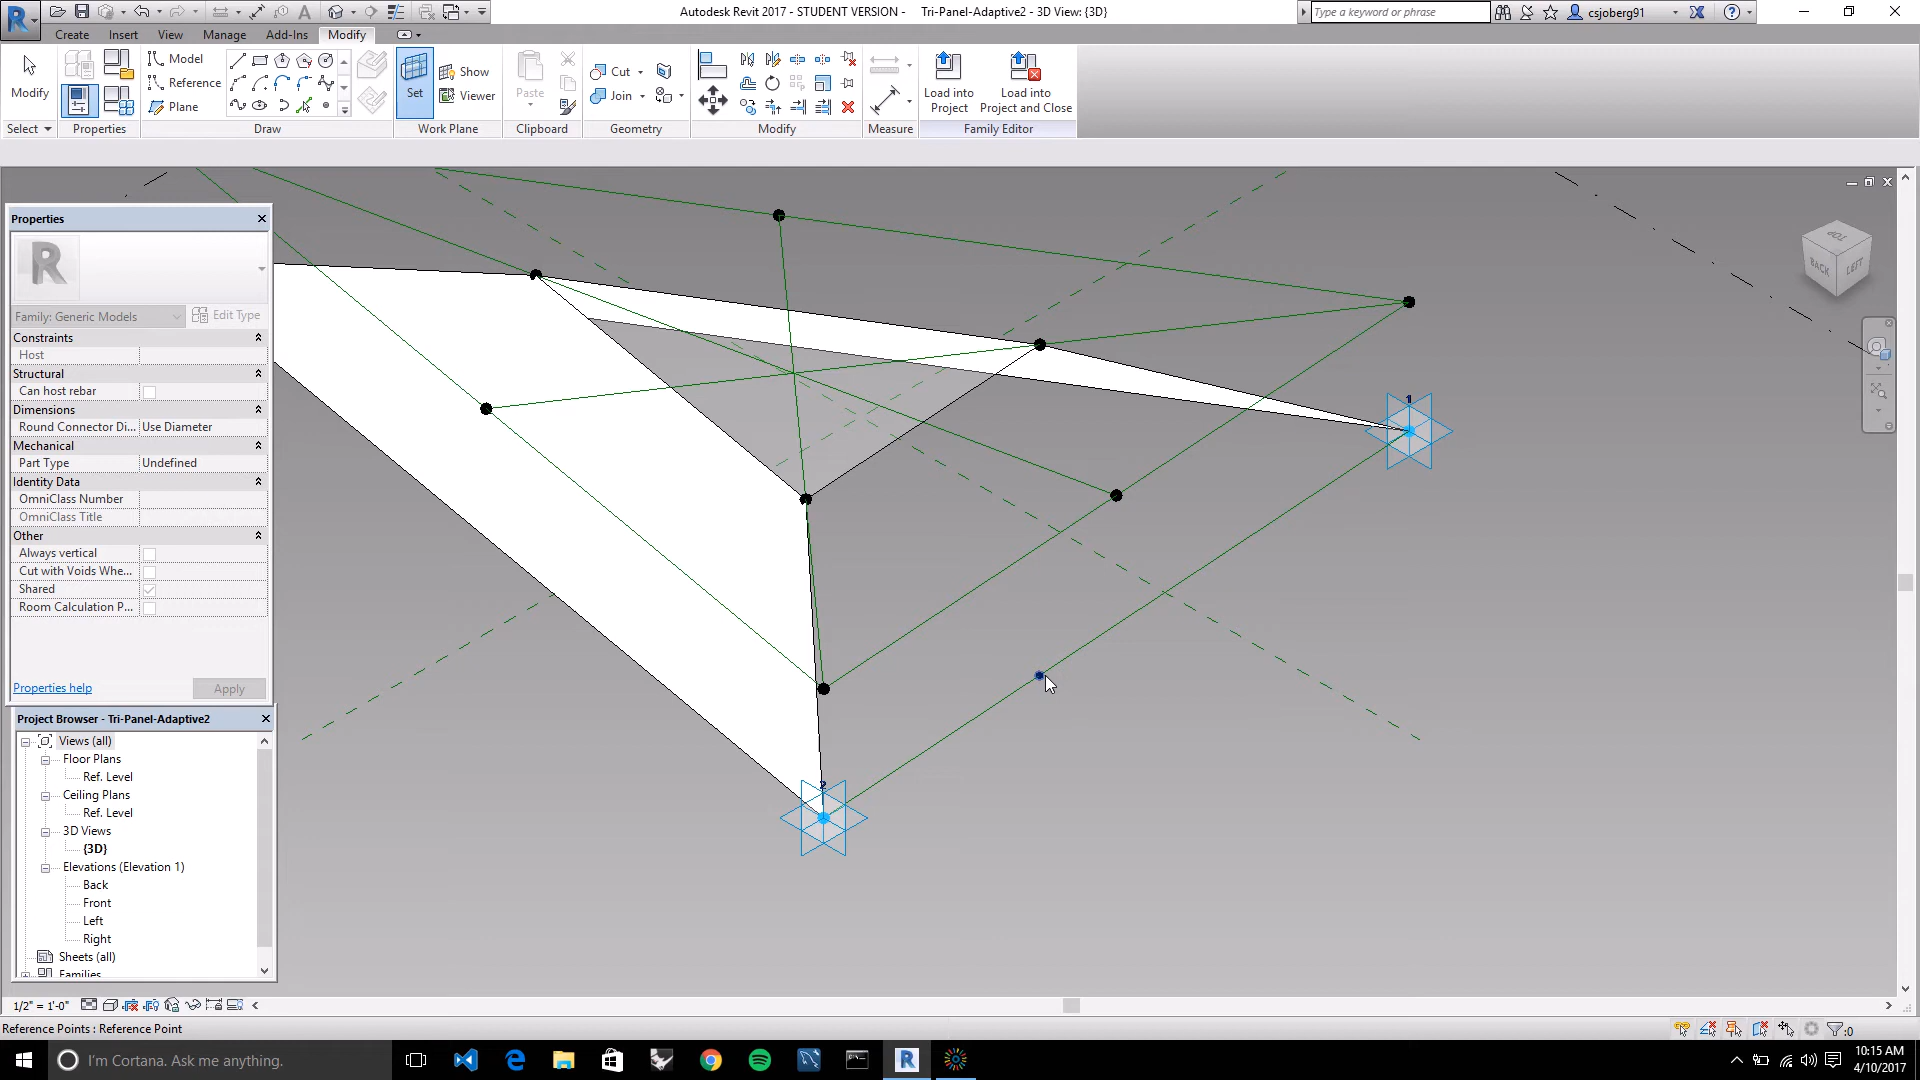 Autodesk Revit 2017 - STUDENT VERSION - Tri-Panel-Adaptive2 - 3D View: {3D}
Type a keyword or phrase
csjoberg91
Create Insert View Manage Add-Ins Modify
Modify
Model
Reference
Plane
Set
Show
Viewer
Paste
Cut
Join
Load into
Project
Load into
Project and Close
Select
Properties
Draw
Work Plane
Clipboard
Geometry
Modify
Measure
Family Editor
Properties
R
Family: Generic Models
Edit Type
Constraints
Host
Structural
Can host rebar
Dimensions
Round Connector Di... Use Diameter
Mechanical
Part Type Undefined
Identity Data
OmniClass Number
OmniClass Title
Other
Always vertical
Cut with Voids Whe...
Shared
Room Calculation P...
Properties help
Apply
Project Browser - Tri-Panel-Adaptive2
Views (all)
Floor Plans
Ref. Level
Ceiling Plans
Ref. Level
3D Views
{3D}
Elevations (Elevation 1)
Back
Front
Left
Right
Sheets (all)
Families
TOP
BACK
LEFT
1
2
1/2" = 1'-0"
Reference Points : Reference Point
:0
I'm Cortana. Ask me anything.
10:15 AM
4/10/2017